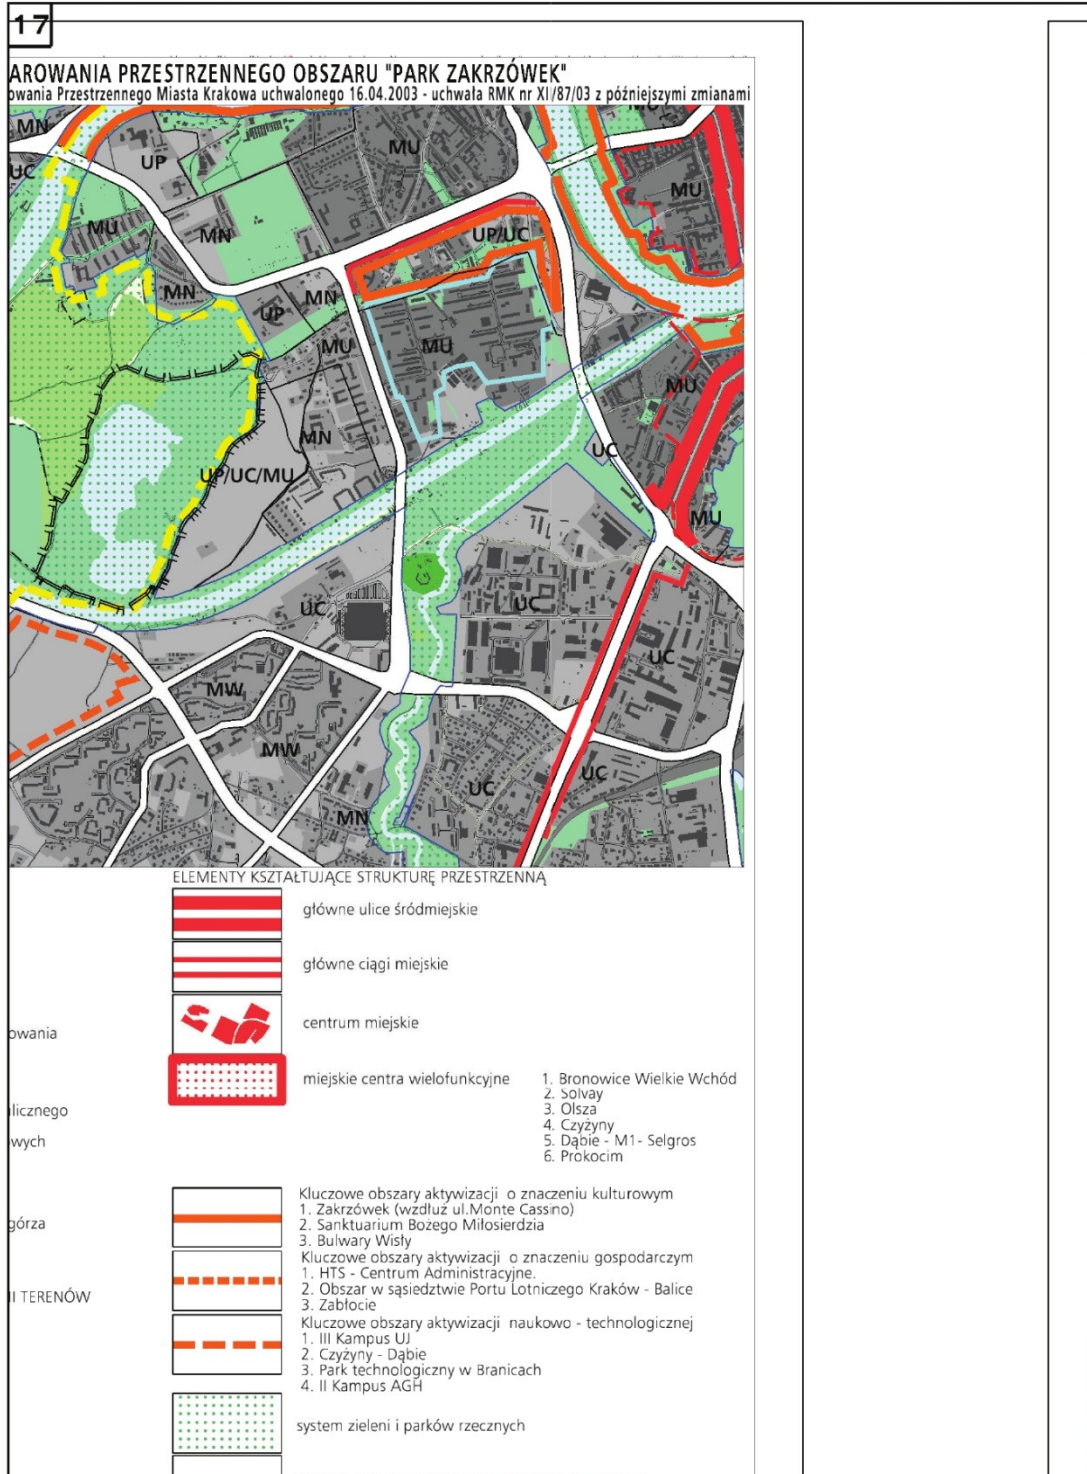 17
AROWANIA PRZESTRZENNEGO OBSZARU "PARK ZAKRZÓWEK"
owania Przestrzennego Miasta Krakowa uchwalonego 16.04.2003 - uchwała RMK nr XI/87/03 z późniejszymi zmianami
MN
UP
MU
MU
UC
MU
MU
MN
UP/UC
MN
MN
UP
MU
MU
MU
MN
UC
UP/UC/MU
MU
G
UC
UC
UC
MW
MW
UC
UC
MN
ELEMENTY KSZTAŁTUJĄCE STRUKTURĘ PRZESTRZENNĄ
główne ulice śródmiejskie
główne ciągi miejskie
centrum miejskie
owania
miejskie centra wielofunkcyjne
1. Bronowice Wielkie Wchód
2. Solvay
3. Olsza
4. Czyżyny
5. Dąbie - M1- Selgros
6. Prokocim
licznego
wych
Kluczowe obszary aktywizacji o znaczeniu kulturowym
1. Zakrzówek (wzdłuż ul.Monte Cassino)
2. Sanktuarium Bożego Miłosierdzia
3. Bulwary Wisły
górza
Kluczowe obszary aktywizacji o znaczeniu gospodarczym
1. HTS - Centrum Administracyjne.
2. Obszar w sąsiedztwie Portu Lotniczego Kraków - Balice
3. Zabłocie
II TERENÓW
Kluczowe obszary aktywizacji naukowo - technologicznej
1. III Kampus UJ
2. Czyżyny - Dąbie
3. Park technologiczny w Branicach
4. II Kampus AGH
system zieleni i parków rzecznych